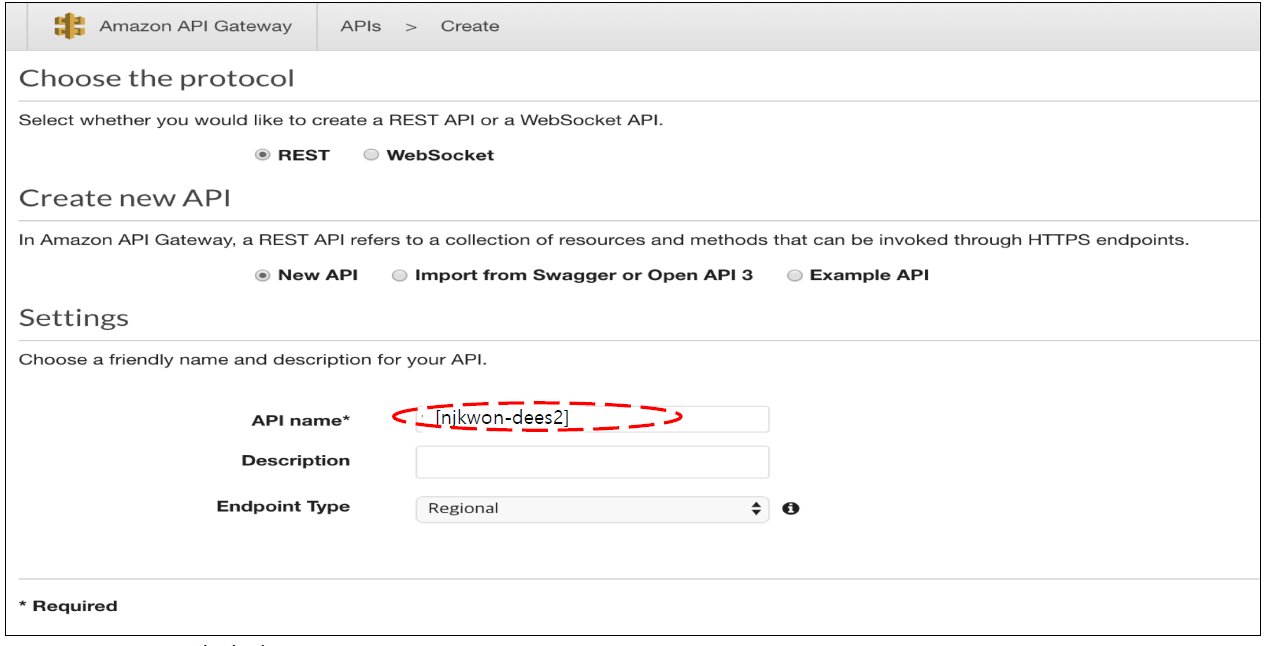 Amazon API Gateway APIs > Create
Choose the protocol
Select whether you would like to create a REST API or a WebSocket API.
REST WebSocket
Create new API
In Amazon API Gateway, a REST API refers to a collection of resources and methods that can be invoked through HTTPS endpoints.
New API Import from Swagger or Open API 3 Example API
Settings
Choose a friendly name and description for your API.
API name* [njkwon-dees2]
Description
Endpoint Type Regional
* Required